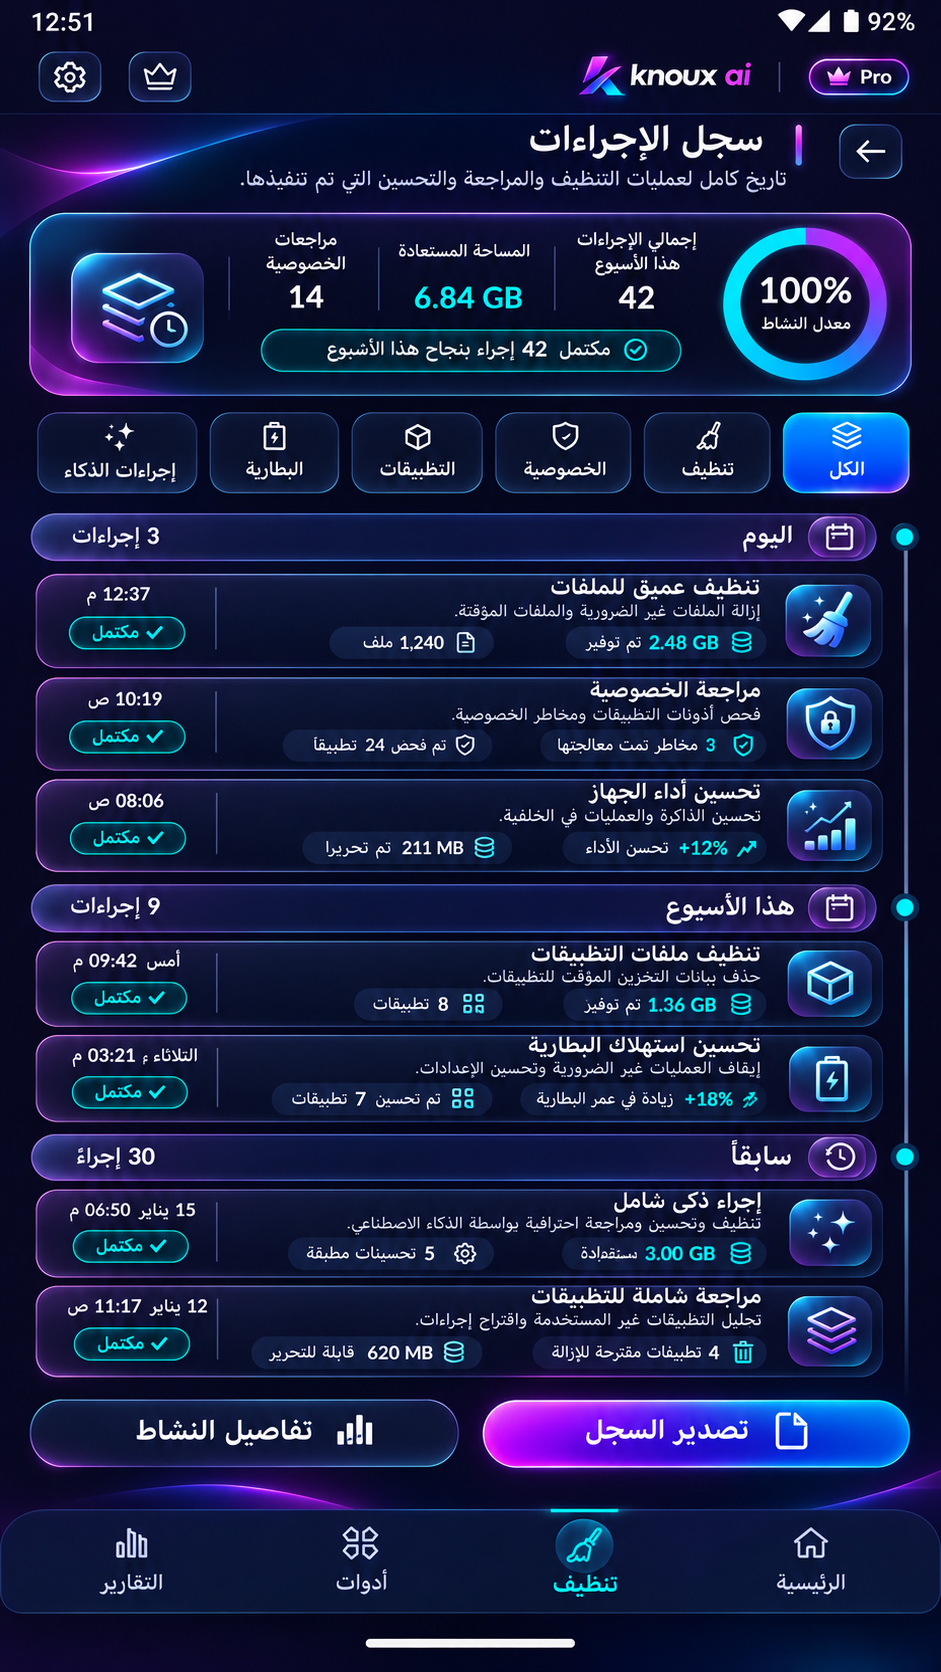 12:51
92%
knoux ai
Pro
سجل الإجراءات
تاريخ كامل لعمليات التنظيف والمراجعة والتحسين التي تم تنفيذها.
100%
معدل النشاط
إجمالي الإجراءات
هذا الأسبوع
42
المساحة المستعادة
6.84 GB
مراجعات
الخصوصية
14
مكتمل 42 إجراء بنجاح هذا الأشبوع
الكل
تنظيف
الخصوصية
التطبيقات
البطارية
إجراءات الذكاء
اليوم
3 إجراءات
تنظيف عميق للملفات
إزالة الملفات غير الضرورية والملفات المؤقتة.
2.48 GB تم توفير
1,240 ملف
12:37 م
مكتمل
مراجعة الخصوصية
فحص أذونات التطبيقات ومخاطر الخصوصية.
3 مخاطر تمت معالجتها
تم فحص 24 تطبيقاً
10:19 ص
مكتمل
تحسين أداء الجهاز
تحسين الذاكرة والعمليات في الخلفية.
+12% تحسن الأداء
211 MB تم تحريرا
08:06 ص
مكتمل
هذا الأسبوع
9 إجراءات
تنظيف ملفات التطبيقات
حذف بيانات التخزين المؤقت للتطبيقات.
1.36 GB تم توفير
8 تطبيقات
أمس 09:42 م
مكتمل
تحسين استهلاك البطارية
إيقاف العمليات غير الضرورية وتحسين الإعدادات.
+18% زيادة في عمر البطارية
تم تحسين 7 تطبيقات
الثلاثاء 03:21 م
مكتمل
سابقاً
30 إجراءً
إجراء ذكى شامل
تنظيف وتحسين ومراجعة احترافية بواسطة الذكاء الاصطناعي.
3.00 GB
5 تحسينات مطبقة
15 يناير 06:50 م
مكتمل
مراجعة شاملة للتطبيقات
تحليل التطبيقات غير المستخدمة واقتراح إجراءات.
4 تطبيقات مقترحة للإزالة
620 MB قابلة للتحرير
12 يناير 11:17 ص
مكتمل
تصدير السجل
تفاصيل النشاط
الرئيسية
تنظيف
أدوات
التقارير